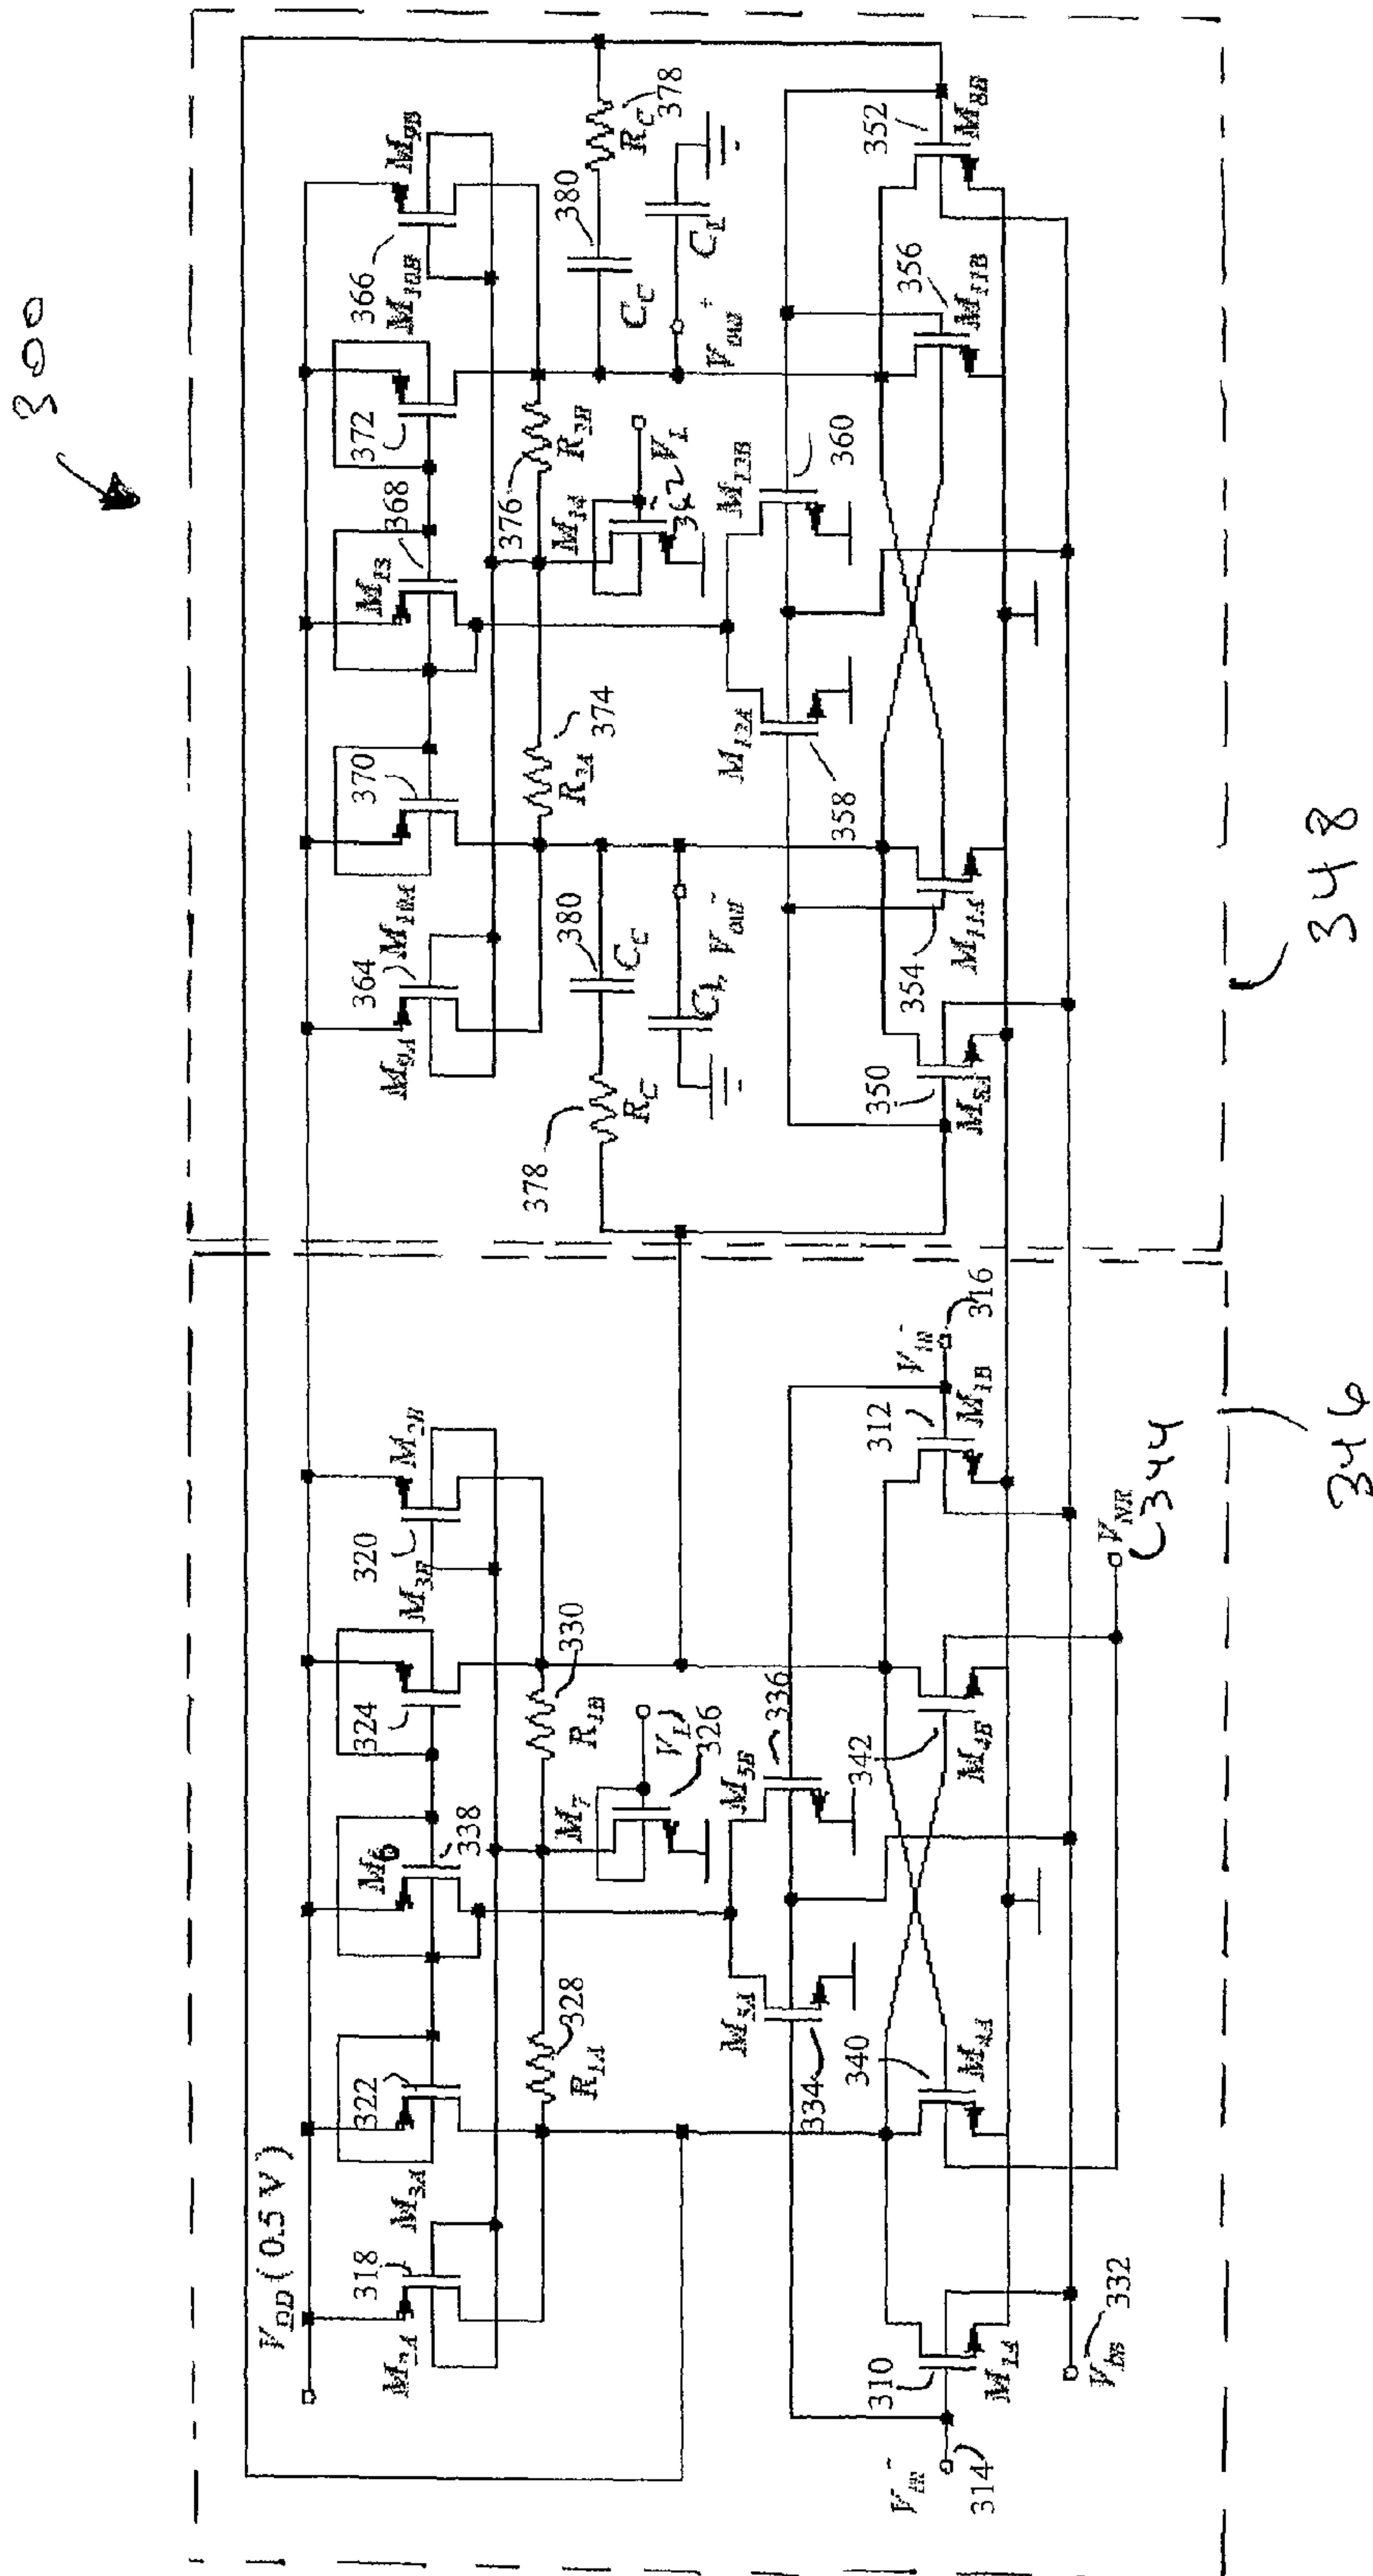 300
V_DD (0.5 V)
M_2A
318
M_3A
322
M_6
338
324
M_3B
320
M_2B
M_9A
364
M_10A
370
M_13
368
372
M_10B
366
M_9B
R_1A
328
M_7
V_L
326
R_1B
330
R_2A
374
376
R_2B
M_14
V_L
362
378
R_C
380
C_C
C_L
V_out -
380
C_C
R_C
378
C_L
V_out +
M_5A
334
M_5B
336
M_12A
358
M_12B
360
V_in -
314
310
M_1A
340
M_4A
342
M_4B
312
M_1B
V_in -
316
350
M_8A
354
M_11A
356
M_11B
352
M_8B
V_bn
332
V_NR
344
346
348